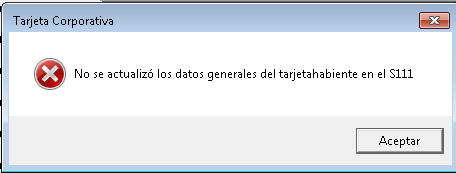 Tarjeta Corporativa
No se actualizó los datos generales del tarjetahabiente en el S111
Aceptar